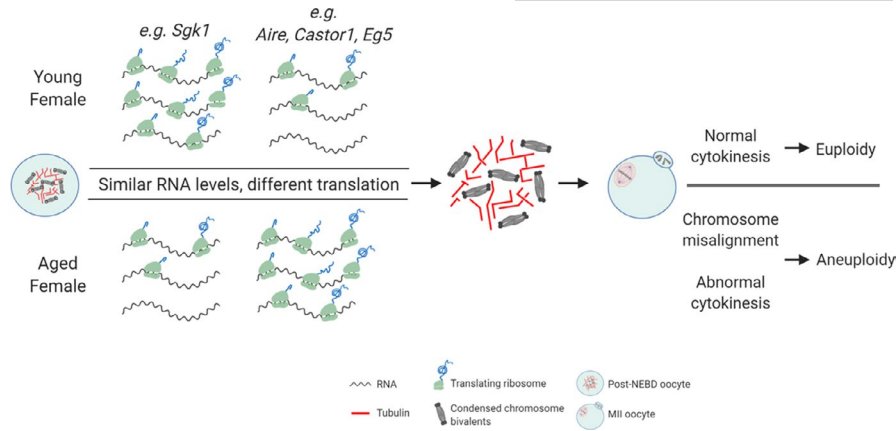 e.g. Sgk1
e.g.
Aire, Castor1, Eg5
Young
Female
Similar RNA levels, different translation
Aged
Female
Normal
cytokinesis
Euploidy
Chromosome
misalignment
Abnormal
cytokinesis
Aneuploidy
RNA
Translating ribosome
Post-NEBD oocyte
Tubulin
Condensed chromosome
bivalents
MII oocyte